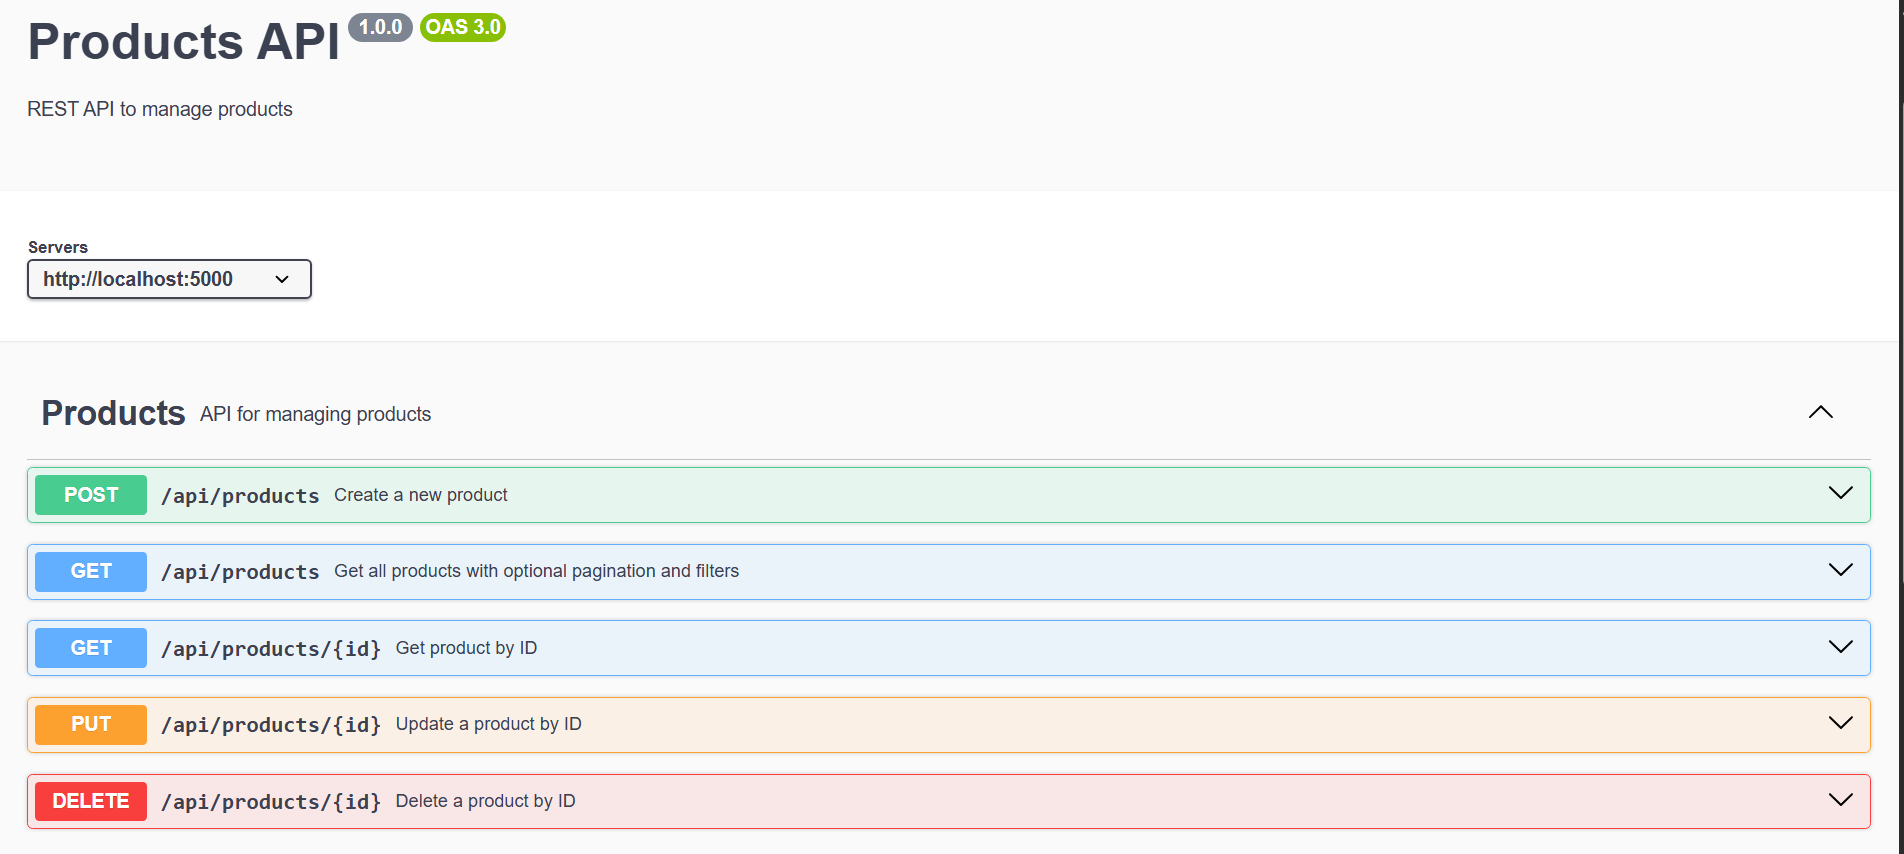 Products API 1.0.0 OAS 3.0
REST API to manage products
Servers
http://localhost:5000
Products API for managing products
POST /api/products Create a new product
GET /api/products Get all products with optional pagination and filters
GET /api/products/{id} Get product by ID
PUT /api/products/{id} Update a product by ID
DELETE /api/products/{id} Delete a product by ID